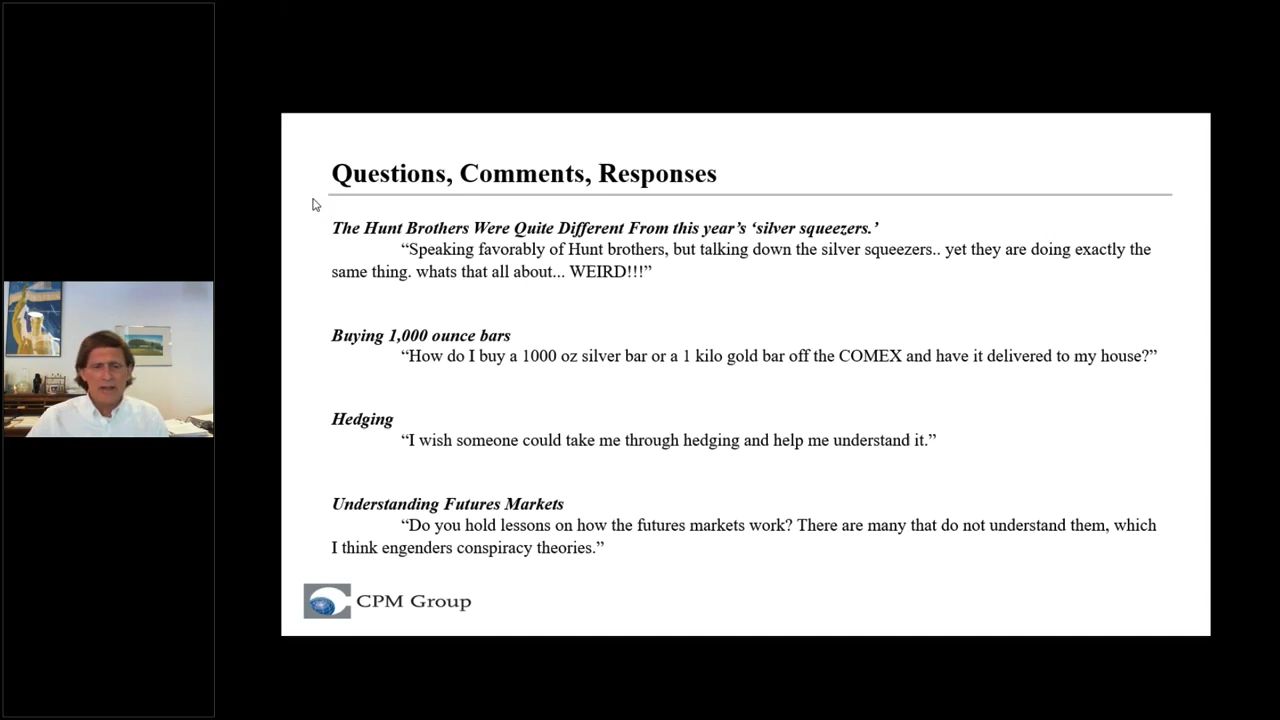 Questions, Comments, Responses
The Hunt Brothers Were Quite Different From this year's 'silver squeezers.'
“Speaking favorably of Hunt brothers, but talking down the silver squeezers.. yet they are doing exactly the
same thing. whats that all about... WEIRD!!!”
Buying 1,000 ounce bars
“How do I buy a 1000 oz silver bar or a 1 kilo gold bar off the COMEX and have it delivered to my house?”
Hedging
“I wish someone could take me through hedging and help me understand it.”
Understanding Futures Markets
“Do you hold lessons on how the futures markets work? There are many that do not understand them, which
I think engenders conspiracy theories.”
CPM Group